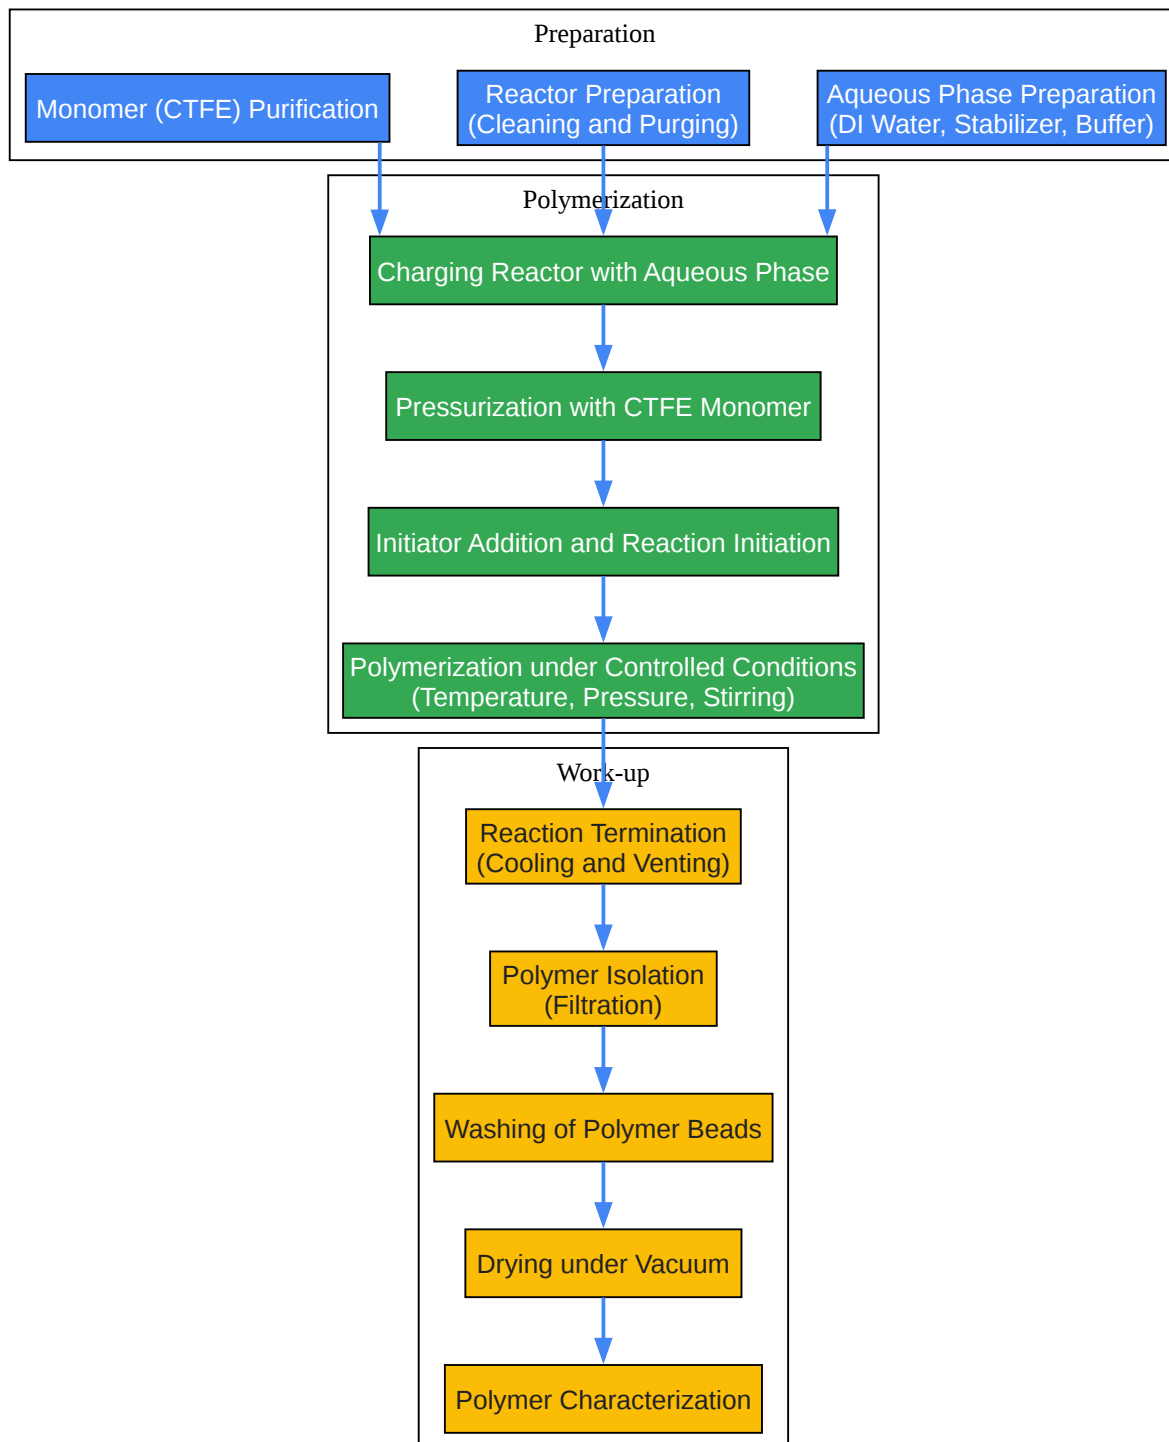 Preparation
Monomer (CTFE) Purification
Reactor Preparation
(Cleaning and Purging)
Aqueous Phase Preparation
(DI Water, Stabilizer, Buffer)
Polymerization
Charging Reactor with Aqueous Phase
Pressurization with CTFE Monomer
Initiator Addition and Reaction Initiation
Polymerization under Controlled Conditions
(Temperature, Pressure, Stirring)
Work-up
Reaction Termination
(Cooling and Venting)
Polymer Isolation
(Filtration)
Washing of Polymer Beads
Drying under Vacuum
Polymer Characterization